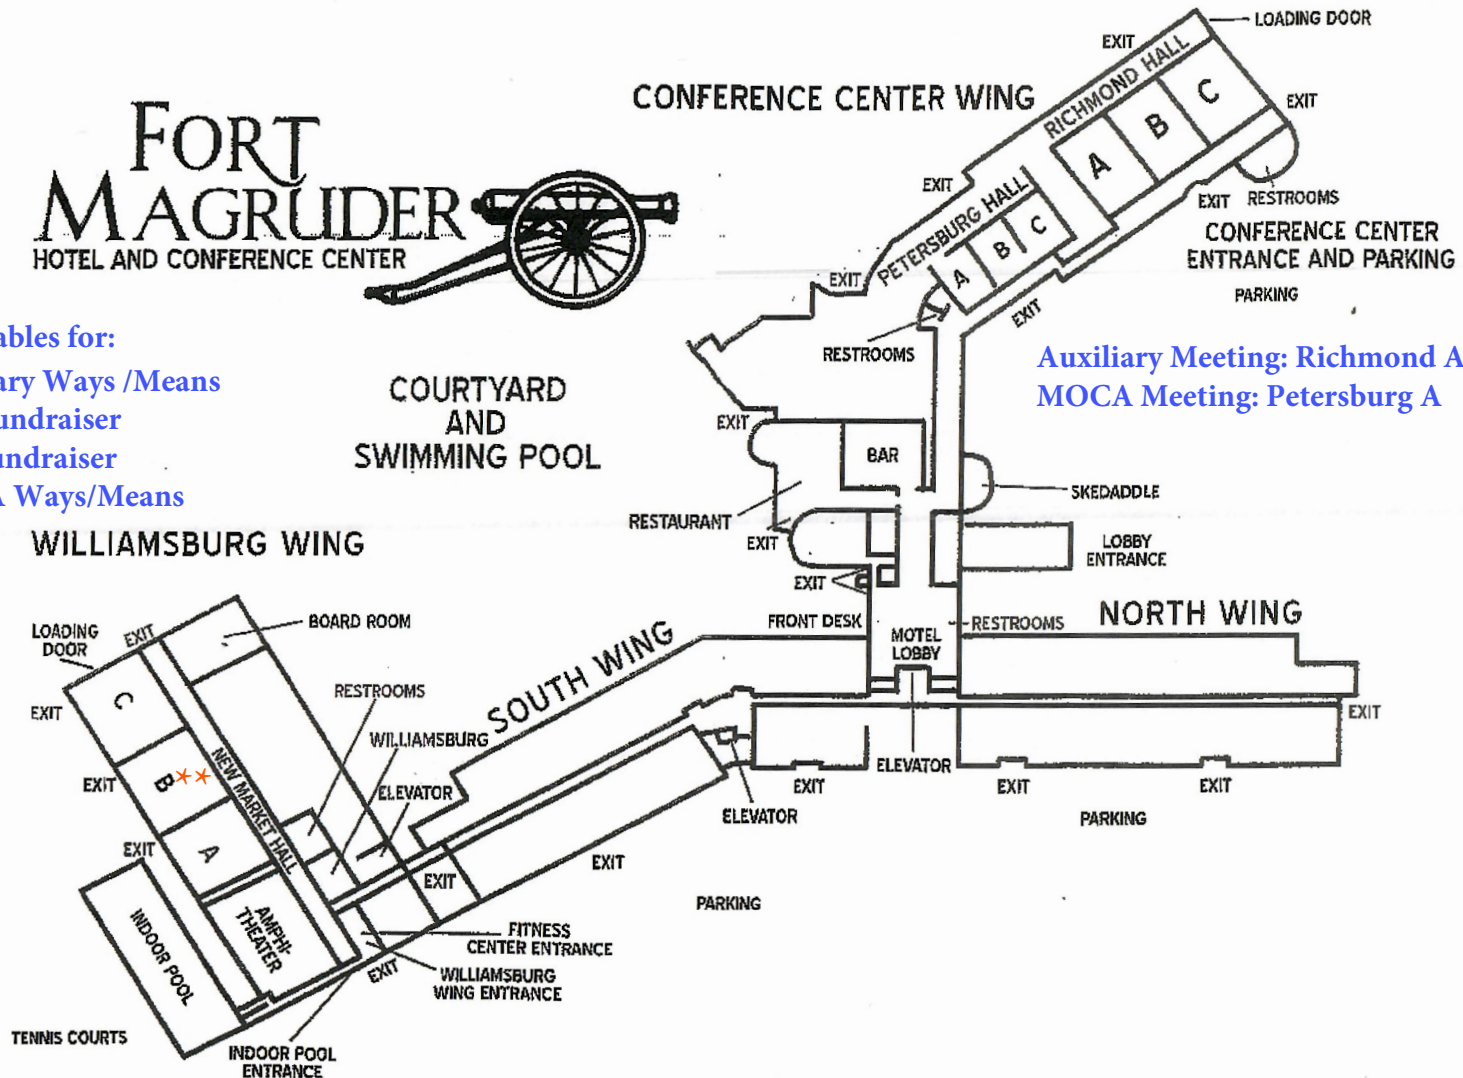 LOADING DOOR
EXIT
RICHMOND HALL
CONFERENCE CENTER WING
C
EXIT
B
A
FORT
MAGRUDER
HOTEL AND CONFERENCE CENTER
EXIT
PETERSBURG HALL
EXIT
RESTROOMS
C
B
A
CONFERENCE CENTER
ENTRANCE AND PARKING
EXIT
PARKING
EXIT
RESTROOMS
ables for:
ary Ways /Means
undraiser
undraiser
A Ways/Means
Auxiliary Meeting: Richmond A
MOCA Meeting: Petersburg A
COURTYARD
AND
SWIMMING POOL
EXIT
BAR
SKEDADDLE
RESTAURANT
EXIT
LOBBY
ENTRANCE
EXIT
WILLIAMSBURG WING
FRONT DESK
RESTROOMS
NORTH WING
MOTEL
LOBBY
LOADING
DOOR
EXIT
BOARD ROOM
SOUTH WING
RESTROOMS
EXIT
C
WILLIAMSBURG
EXIT
NEW MARKET HALL
EXIT
B**
ELEVATOR
ELEVATOR
EXIT
EXIT
EXIT
ELEVATOR
PARKING
EXIT
A
EXIT
EXIT
PARKING
INDOOR POOL
AMPHI-
THEATER
FITNESS
CENTER ENTRANCE
EXIT
WILLIAMSBURG
WING ENTRANCE
TENNIS COURTS
INDOOR POOL
ENTRANCE